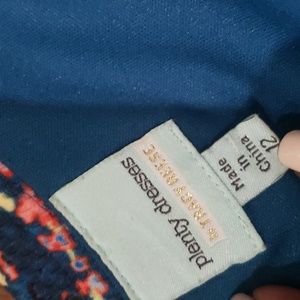 plenty dresses
BY TRACY REESE
Made in
China
12